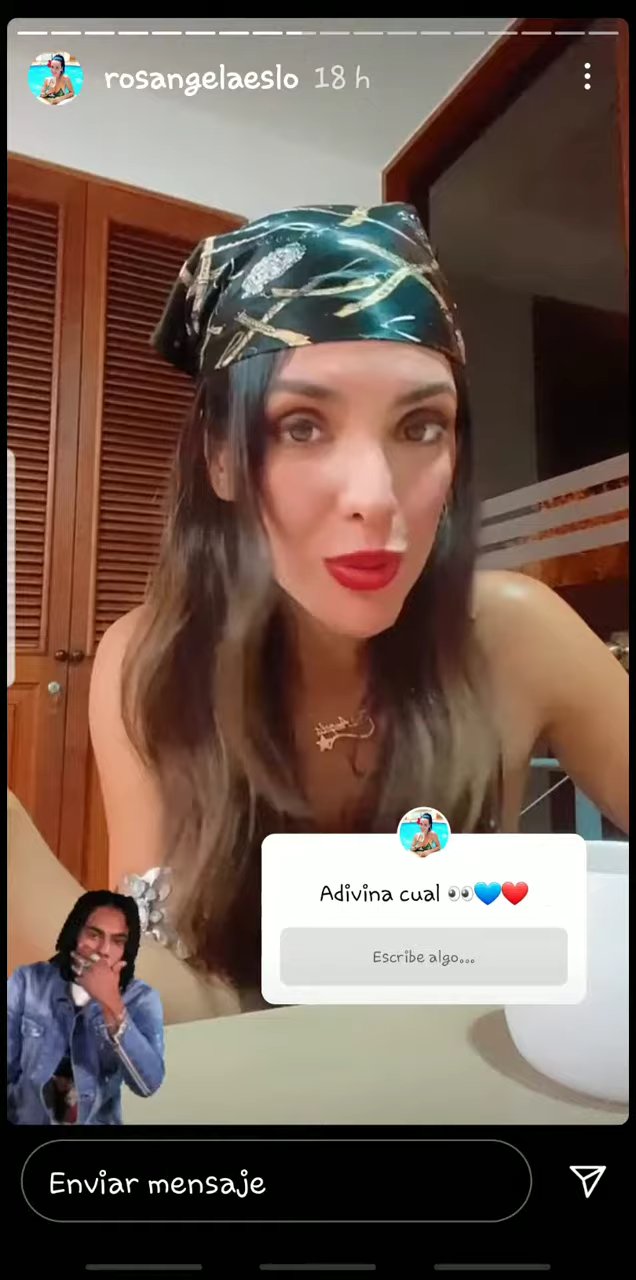 rosangelaeslo 18 h
Adivina cual 👀💙❤️
Escribe algo...
Enviar mensaje